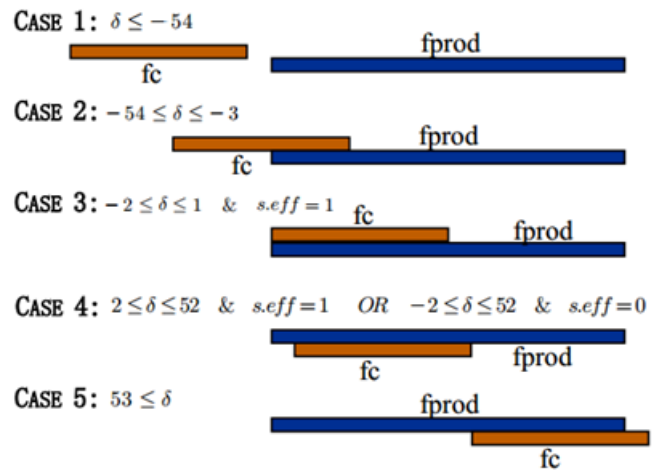 CASE 1: δ ≤ −54
fprod
fc
CASE 2: −54 ≤ δ ≤ −3
fprod
fc
CASE 3: −2 ≤ δ ≤ 1 & s.eff = 1
fc
fprod
CASE 4: 2 ≤ δ ≤ 52 & s.eff = 1 OR −2 ≤ δ ≤ 52 & s.eff = 0
fc
fprod
CASE 5: 53 ≤ δ
fprod
fc